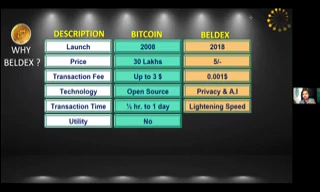 DESCRIPTION BITCOIN BELDEX
WHY
BELDEX ?
Launch 2008 2018
Price 30 Lakhs 5/-
Transaction Fee Up to 3 $ 0.001$
Technology Open Source Privacy & A.I
Transaction Time ½ hr. to 1 day Lightening Speed
Utility No